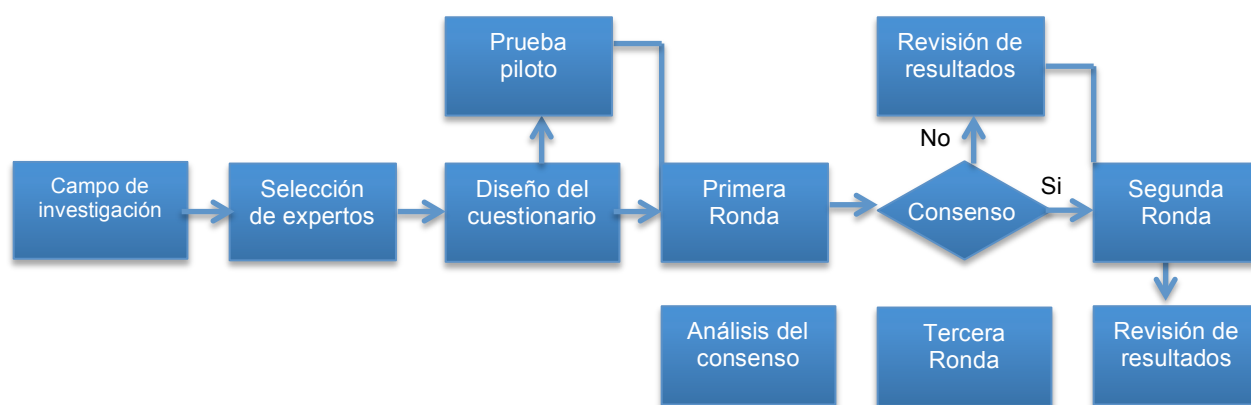 Prueba
piloto
Revisión de
resultados
No
Campo de
investigación
Selección
de expertos
Diseño del
cuestionario
Primera
Ronda
Consenso
Si
Segunda
Ronda
Análisis del
consenso
Tercera
Ronda
Revisión de
resultados